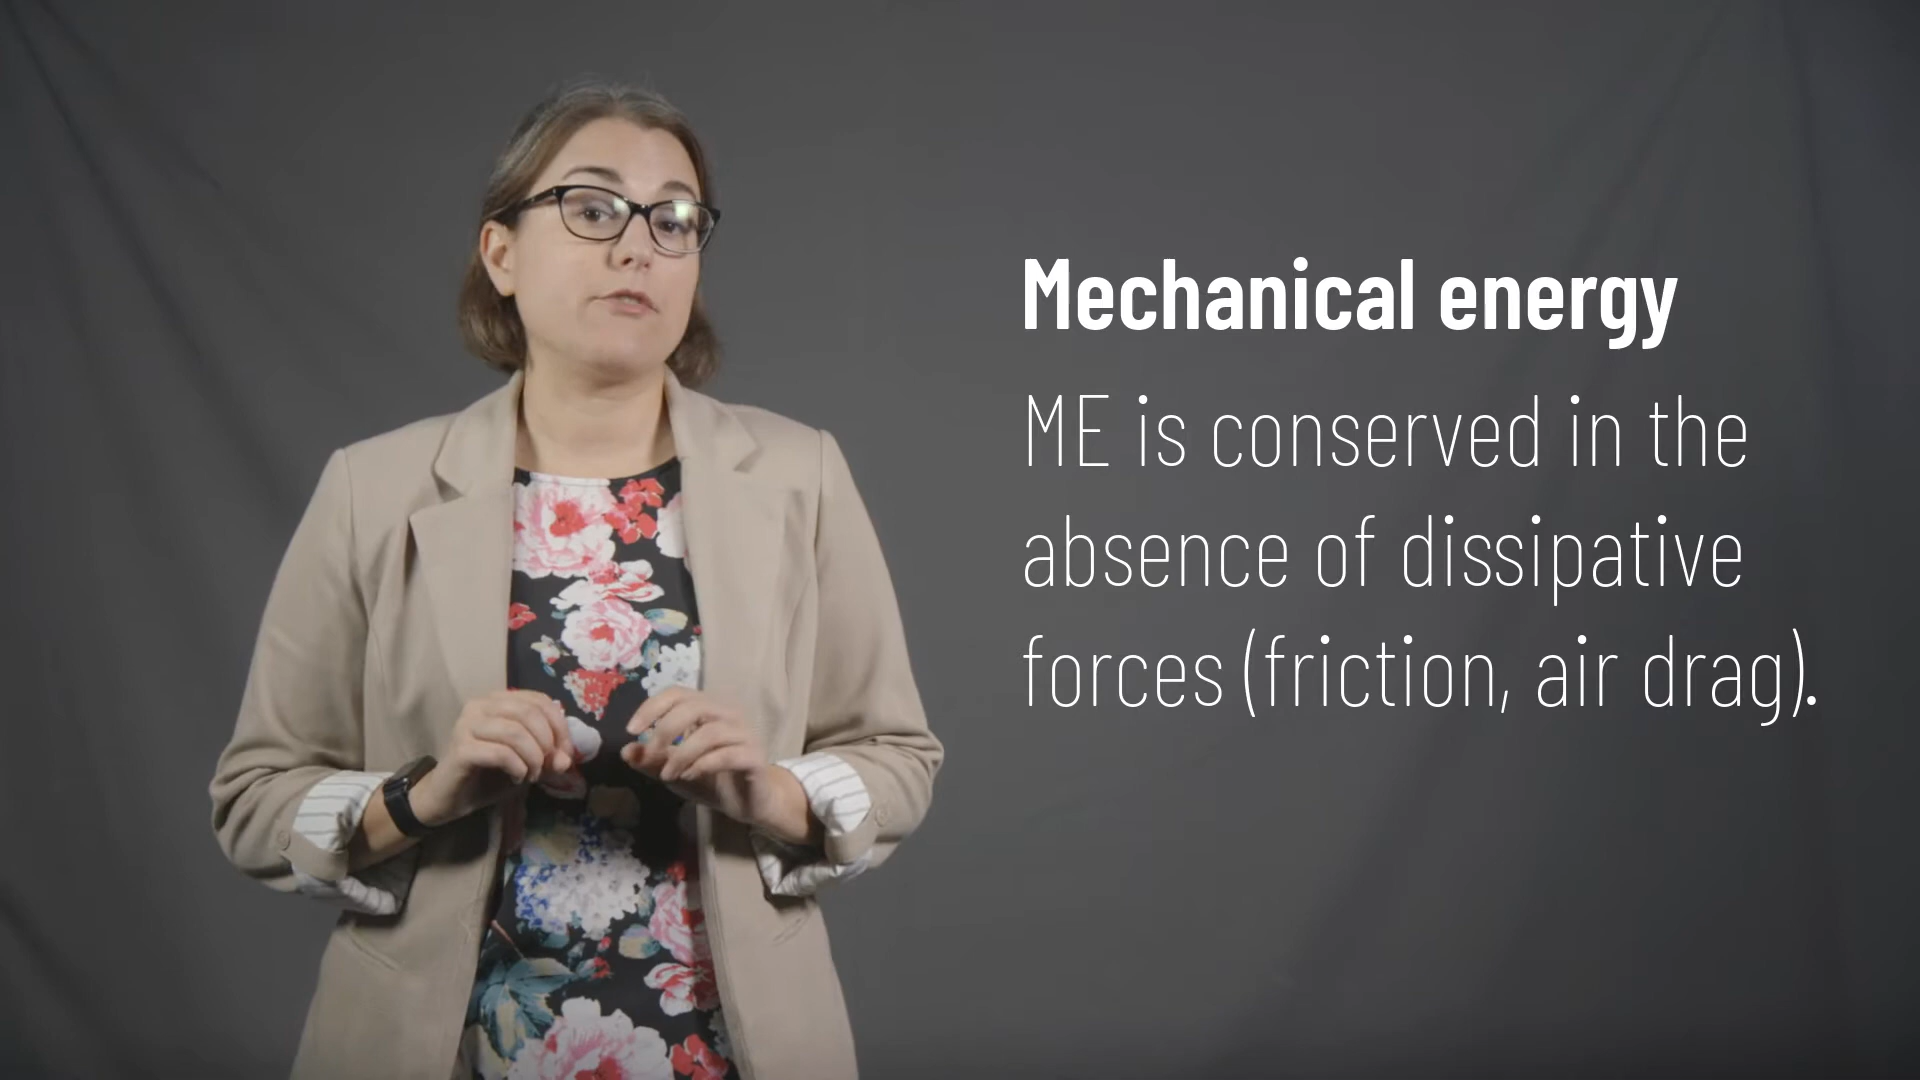 Mechanical energy
ME is conserved in the
absence of dissipative
forces (friction, air drag).